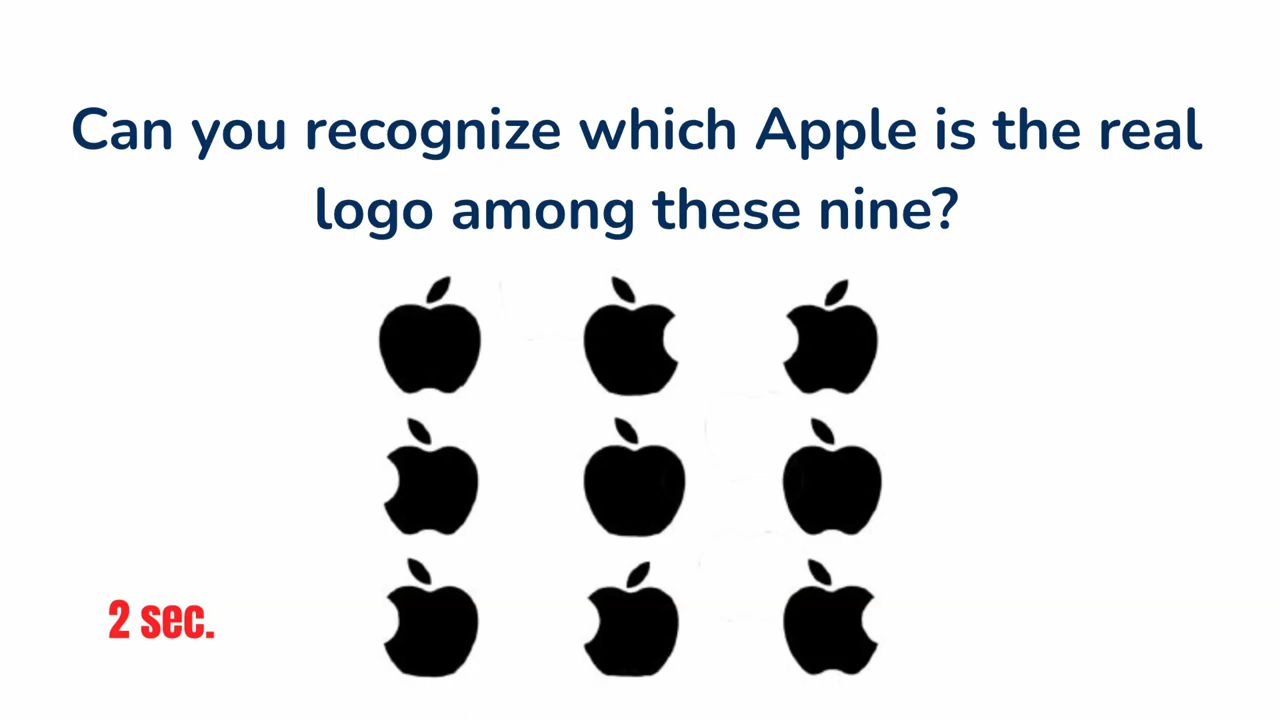 Can you recognize which Apple is the real
logo among these nine?
2 sec.